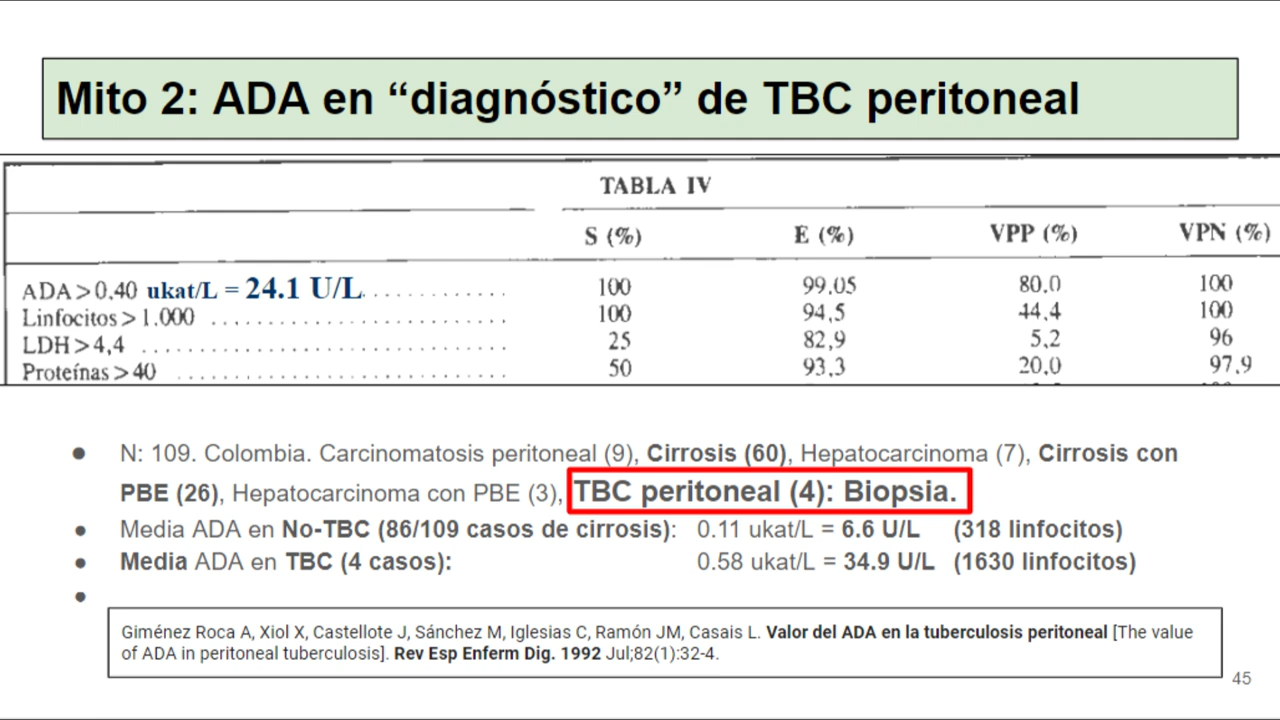 Mito 2: ADA en “diagnóstico” de TBC peritoneal
TABLA IV
S (%) E (%) VPP (%) VPN (%)
ADA > 0,40 ukat/L = 24.1 U/L . . . . . . . . . . . . . 100 99,05 80,0 100
Linfocitos > 1.000 . . . . . . . . . . . . . . . . . . . . . . . . . . . 100 94,5 44,4 100
LDH > 4,4 . . . . . . . . . . . . . . . . . . . . . . . . . . . . . . . . . 25 82,9 5,2 96
Proteínas > 40 . . . . . . . . . . . . . . . . . . . . . . . . . . . . . . 50 93,3 20,0 97,9
● N: 109. Colombia. Carcinomatosis peritoneal (9), Cirrosis (60), Hepatocarcinoma (7), Cirrosis con
PBE (26), Hepatocarcinoma con PBE (3), TBC peritoneal (4): Biopsia.
● Media ADA en No-TBC (86/109 casos de cirrosis): 0.11 ukat/L = 6.6 U/L (318 linfocitos)
● Media ADA en TBC (4 casos): 0.58 ukat/L = 34.9 U/L (1630 linfocitos)
●
Giménez Roca A, Xiol X, Castellote J, Sánchez M, Iglesias C, Ramón JM, Casais L. Valor del ADA en la tuberculosis peritoneal [The value
of ADA in peritoneal tuberculosis]. Rev Esp Enferm Dig. 1992 Jul;82(1):32-4.
45